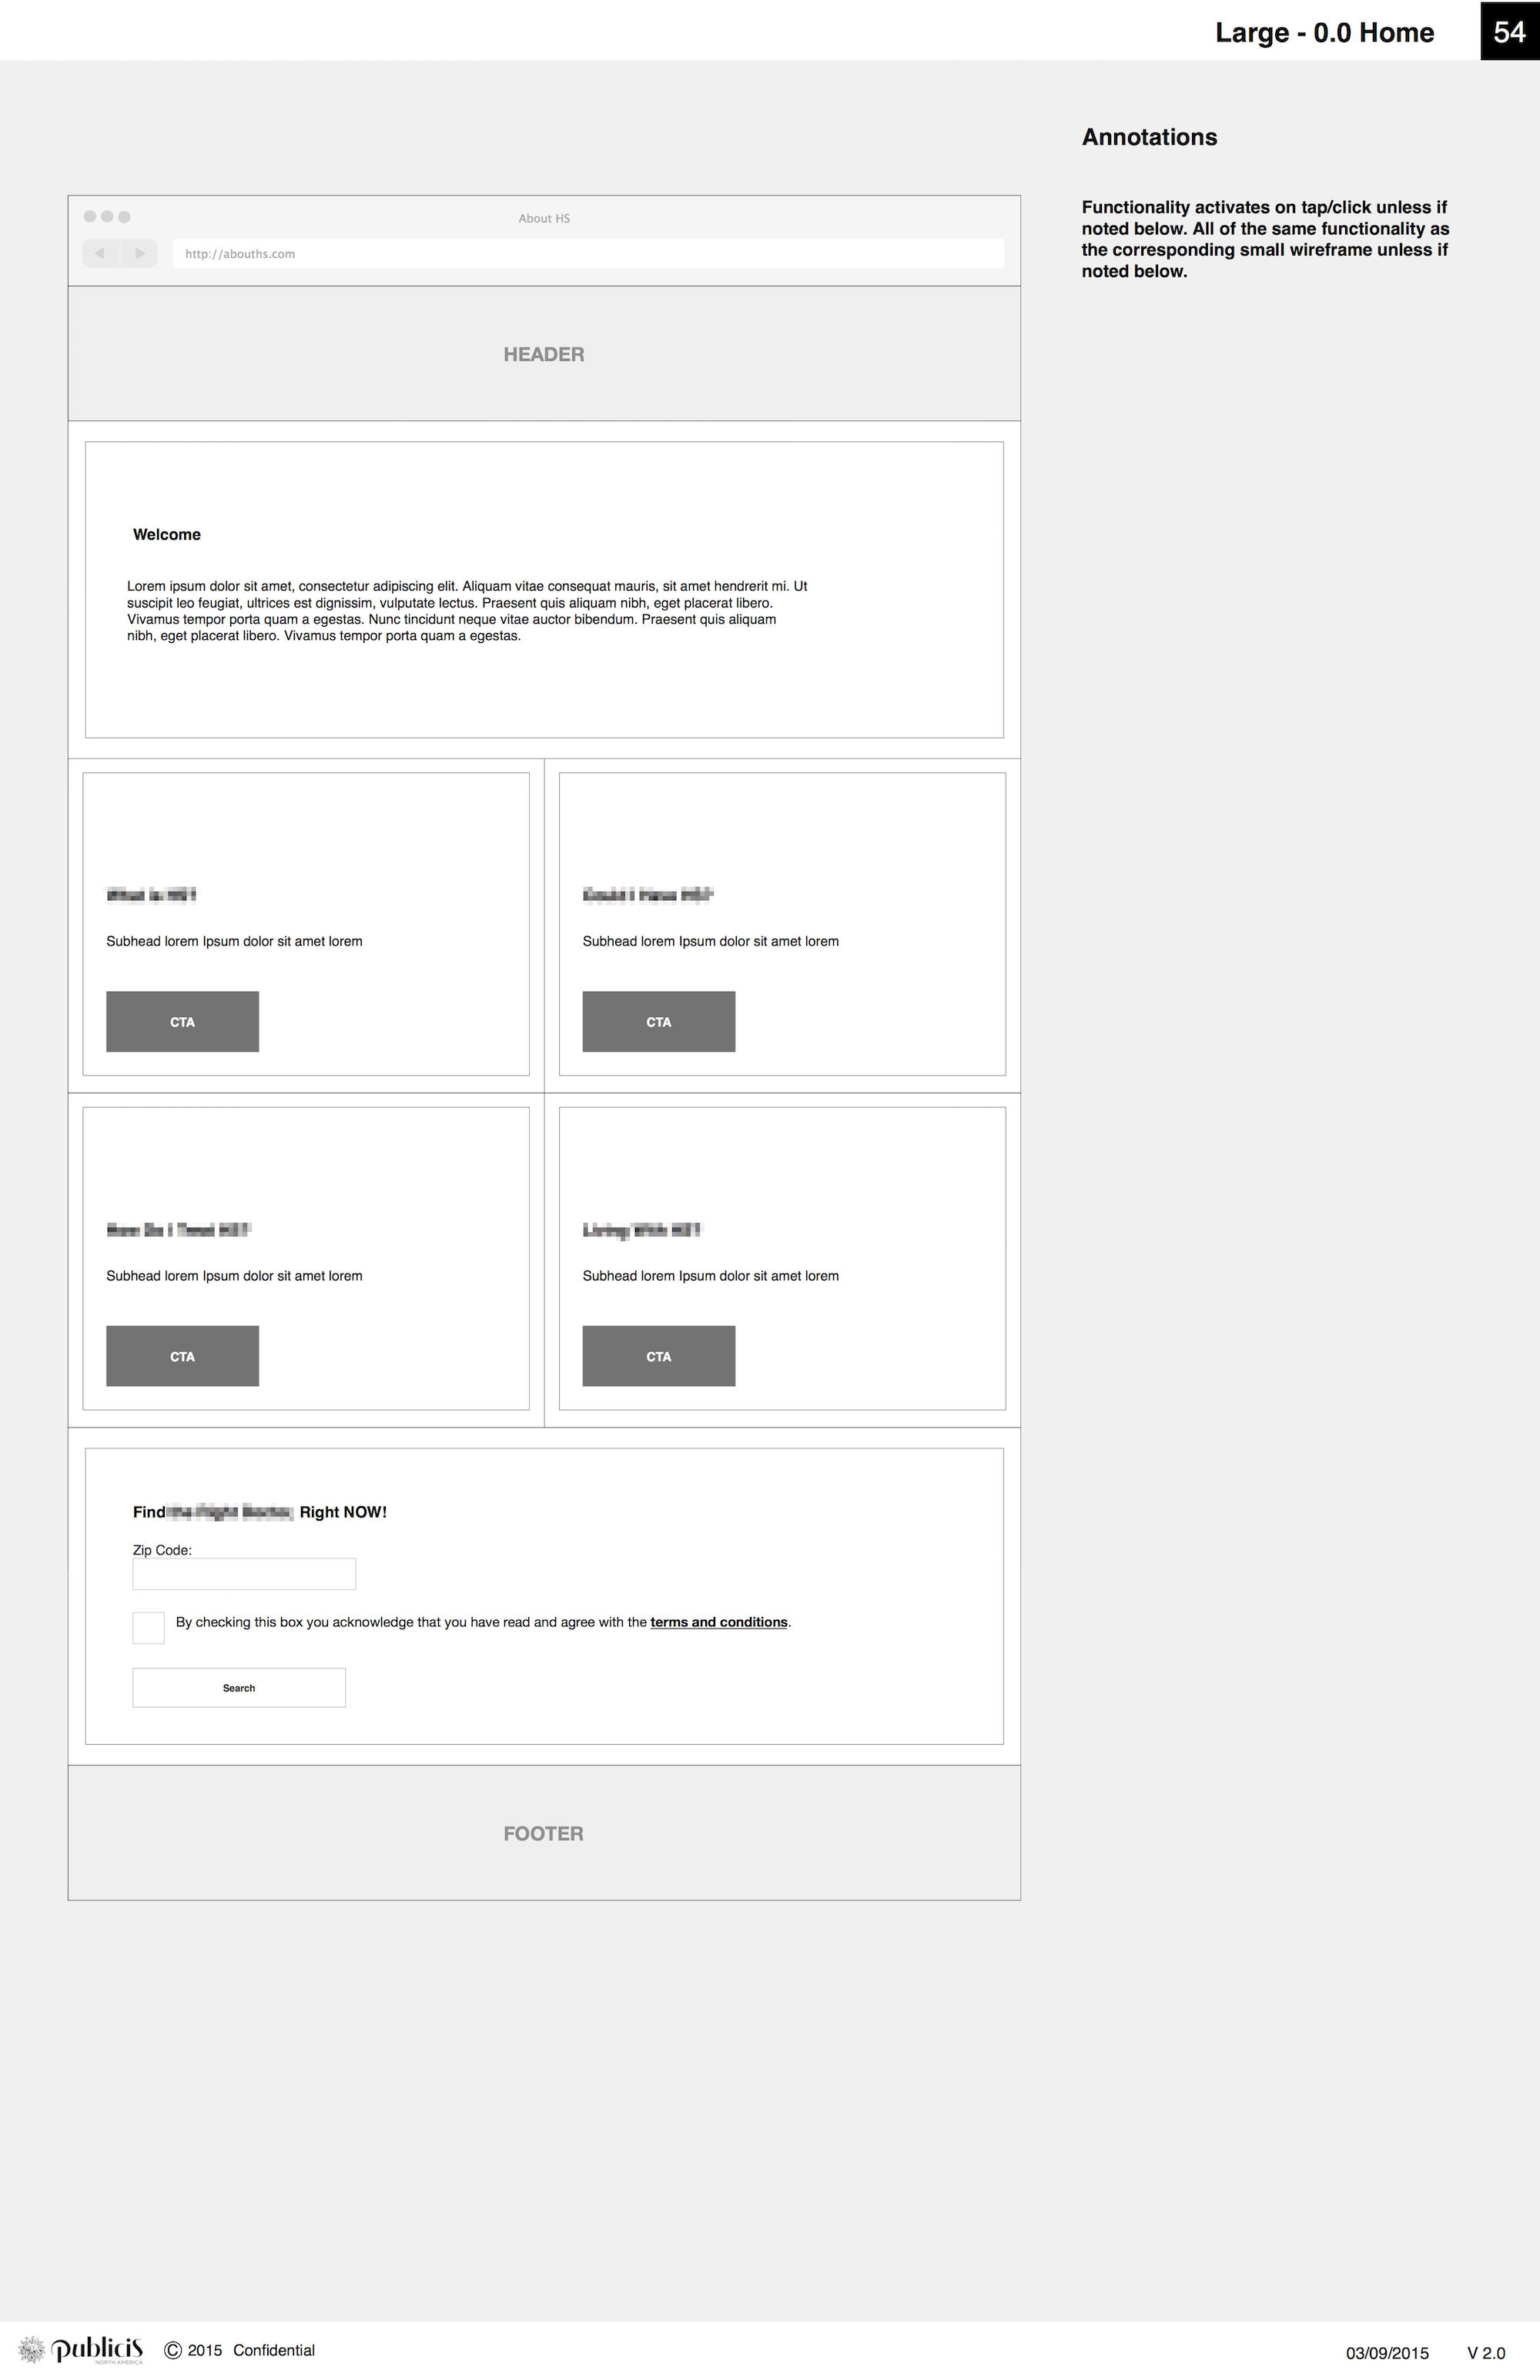 Large - 0.0 Home
54
Annotations
Functionality activates on tap/click unless if
noted below. All of the same functionality as
the corresponding small wireframe unless if
noted below.
About HS
http://abouths.com
HEADER
Welcome
Lorem ipsum dolor sit amet, consectetur adipiscing elit. Aliquam vitae consequat mauris, sit amet hendrerit mi. Ut
suscipit leo feugiat, ultrices est dignissim, vulputate lectus. Praesent quis aliquam nibh, eget placerat libero.
Vivamus tempor porta quam a egestas. Nunc tincidunt neque vitae auctor bibendum. Praesent quis aliquam
nibh, eget placerat libero. Vivamus tempor porta quam a egestas.
Subhead lorem Ipsum dolor sit amet lorem
CTA
Subhead lorem Ipsum dolor sit amet lorem
CTA
Subhead lorem Ipsum dolor sit amet lorem
CTA
Subhead lorem Ipsum dolor sit amet lorem
CTA
Find Right NOW!
Zip Code:
By checking this box you acknowledge that you have read and agree with the terms and conditions.
Search
FOOTER
publicis
NORTH AMERICA
© 2015 Confidential
03/09/2015 V 2.0